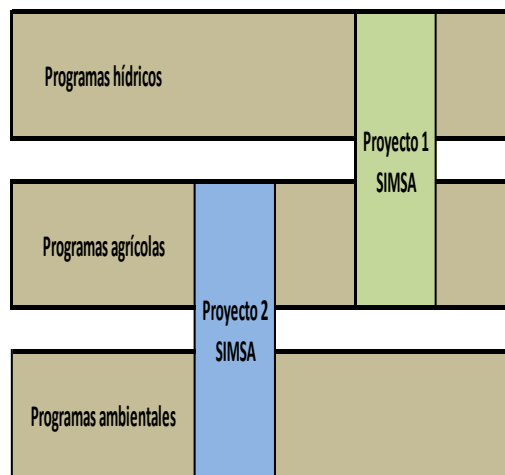 Programas hídricos
Proyecto 1
SIMSA
Programas agrícolas
Proyecto 2
SIMSA
Programas ambientales